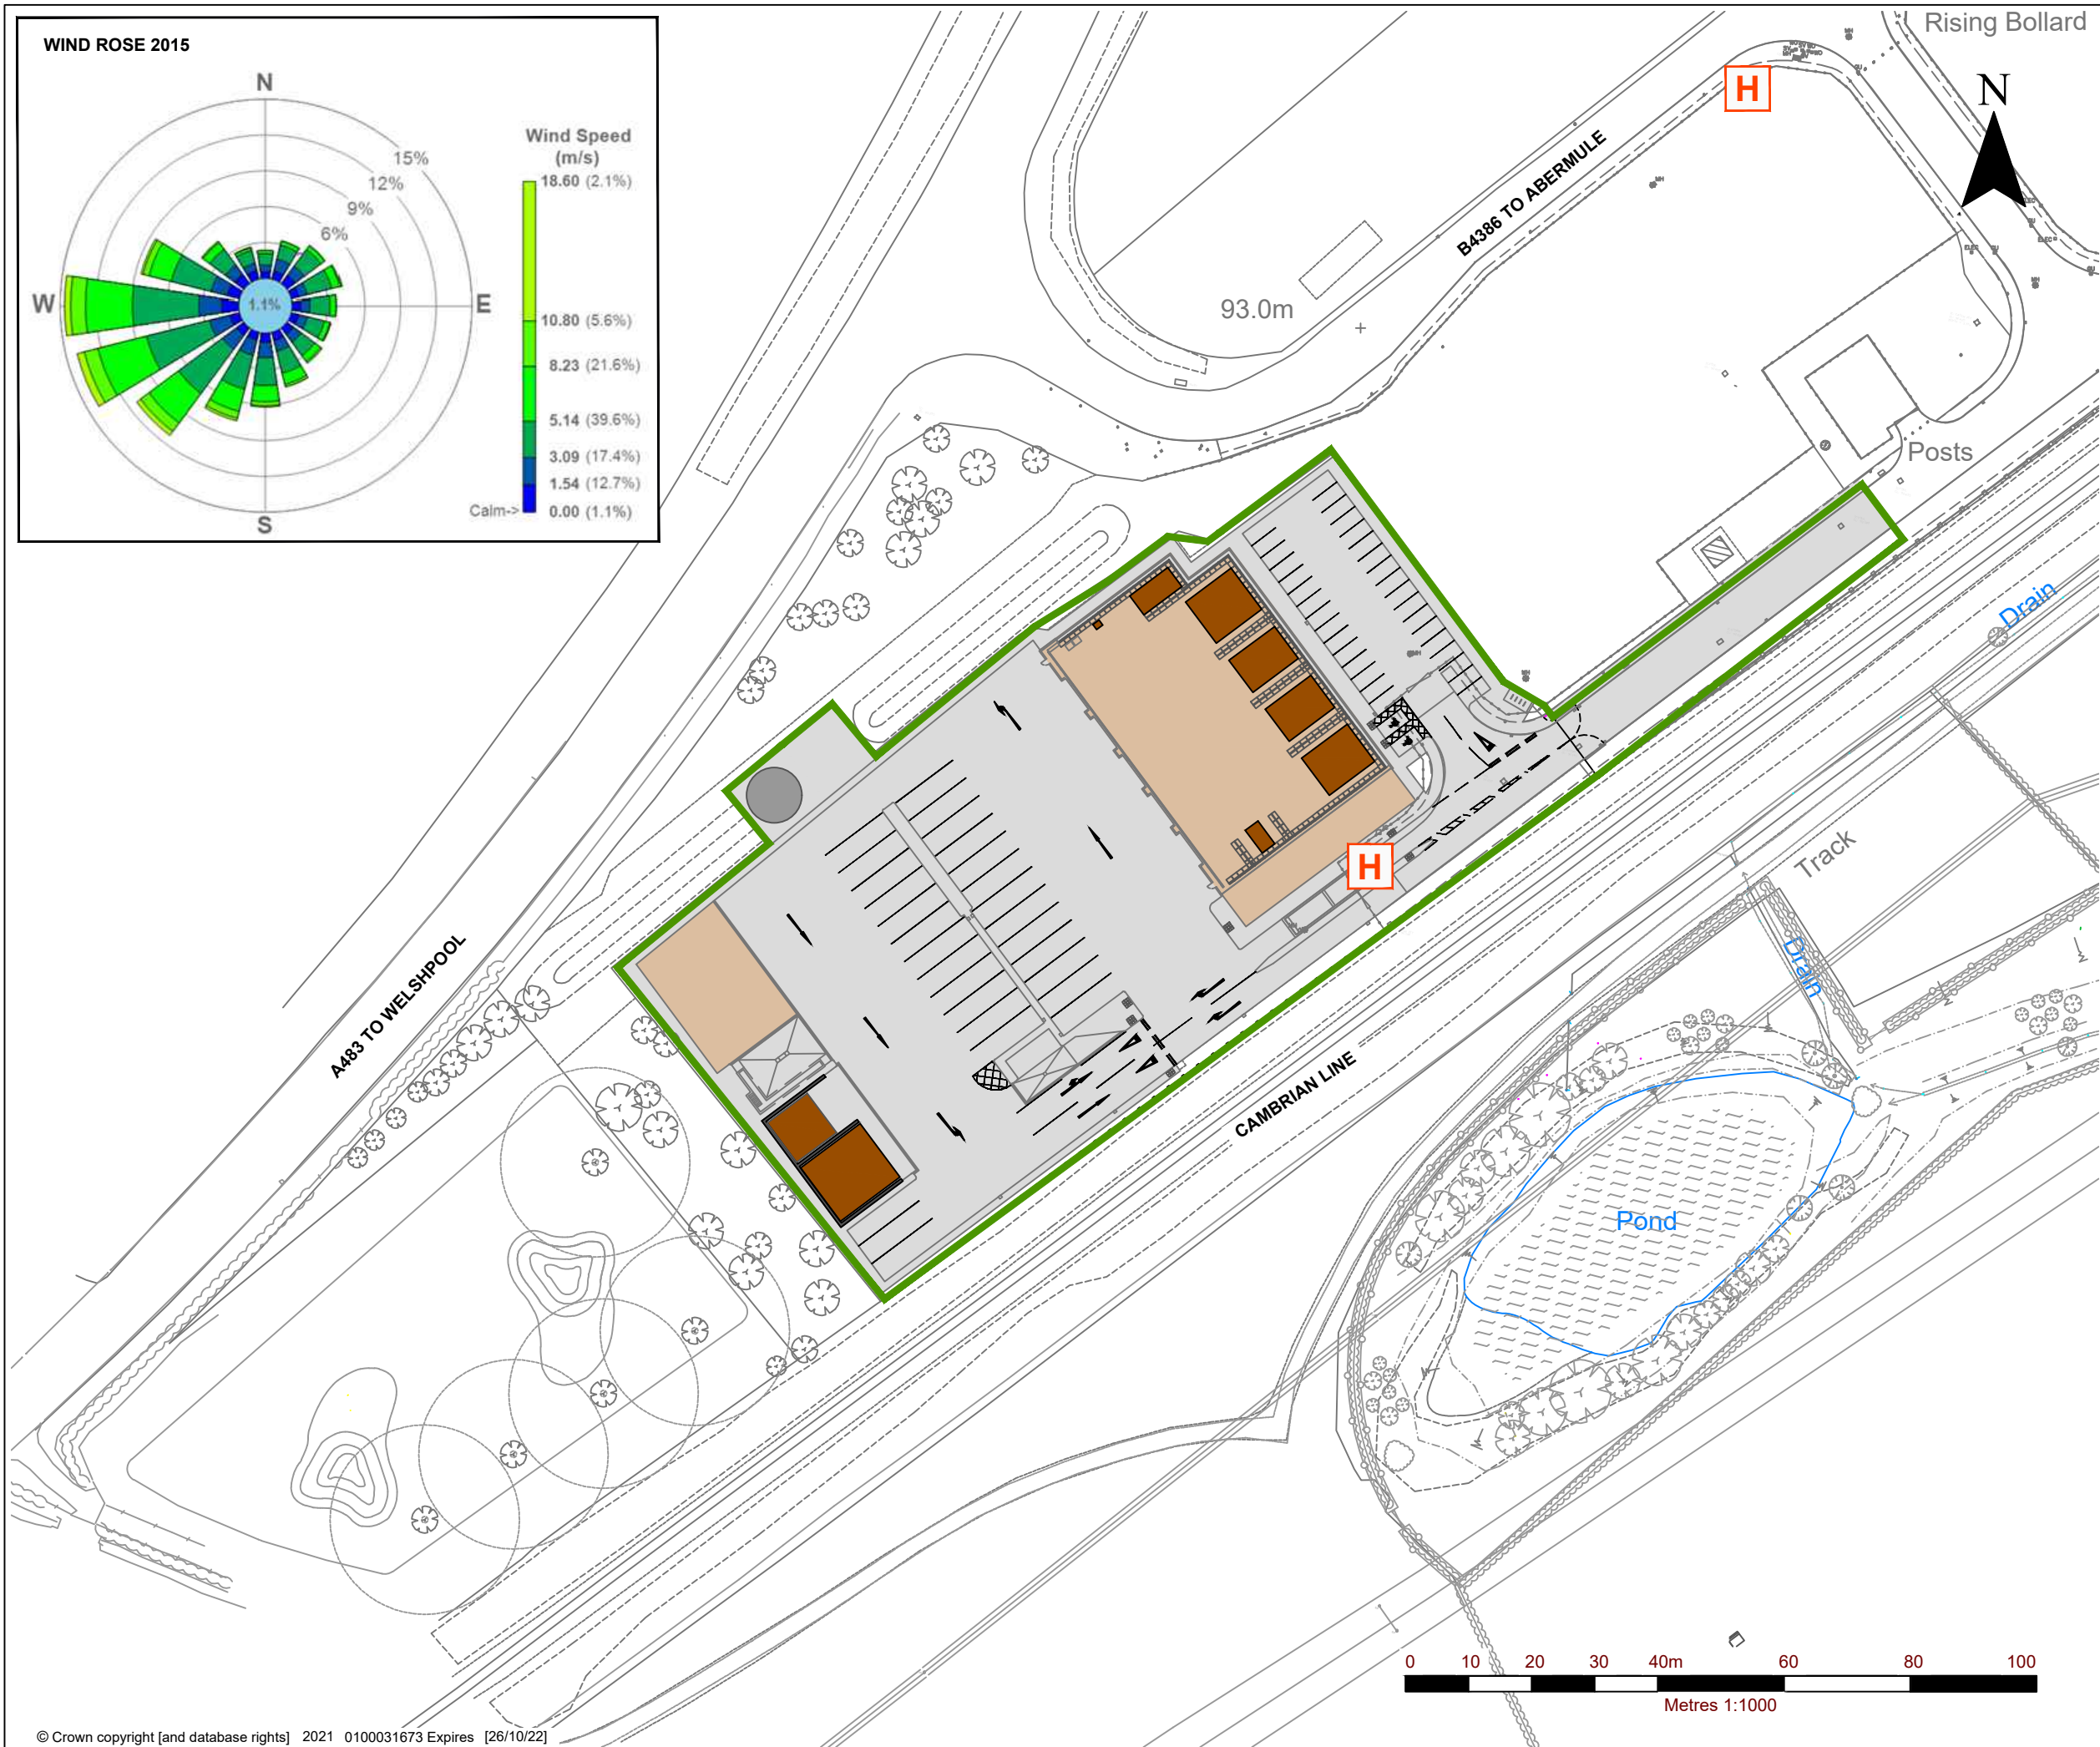 WIND ROSE 2015
N
15%
12%
9%
6%
W
1.1%
E
S
Wind Speed
(m/s)
18.60 (2.1%)
10.80 (5.6%)
8.23 (21.6%)
5.14 (39.6%)
3.09 (17.4%)
1.54 (12.7%)
Calm->
0.00 (1.1%)
Rising Bollard
N
H
B4386 TO ABERMULE
93.0m
Posts
Drain
H
Track
Drain
A483 TO WELSHPOOL
CAMBRIAN LINE
Pond
0 10 20 30 40m 60 80 100
Metres 1:1000
© Crown copyright [and database rights] 2021 0100031673 Expires [26/10/22]